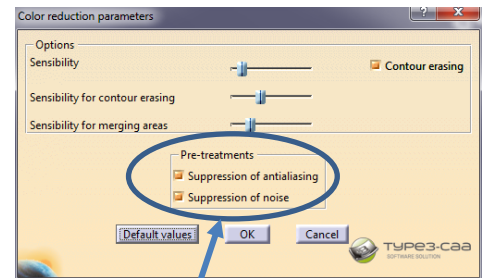 Color reduction parameters
Options
Sensibility
Contour erasing
Sensibility for contour erasing
Sensibility for merging areas
Pre-treatments
Suppression of antialiasing
Suppression of noise
Default values OK Cancel
TYPE3-CAA
SOFTWARE SOLUTION